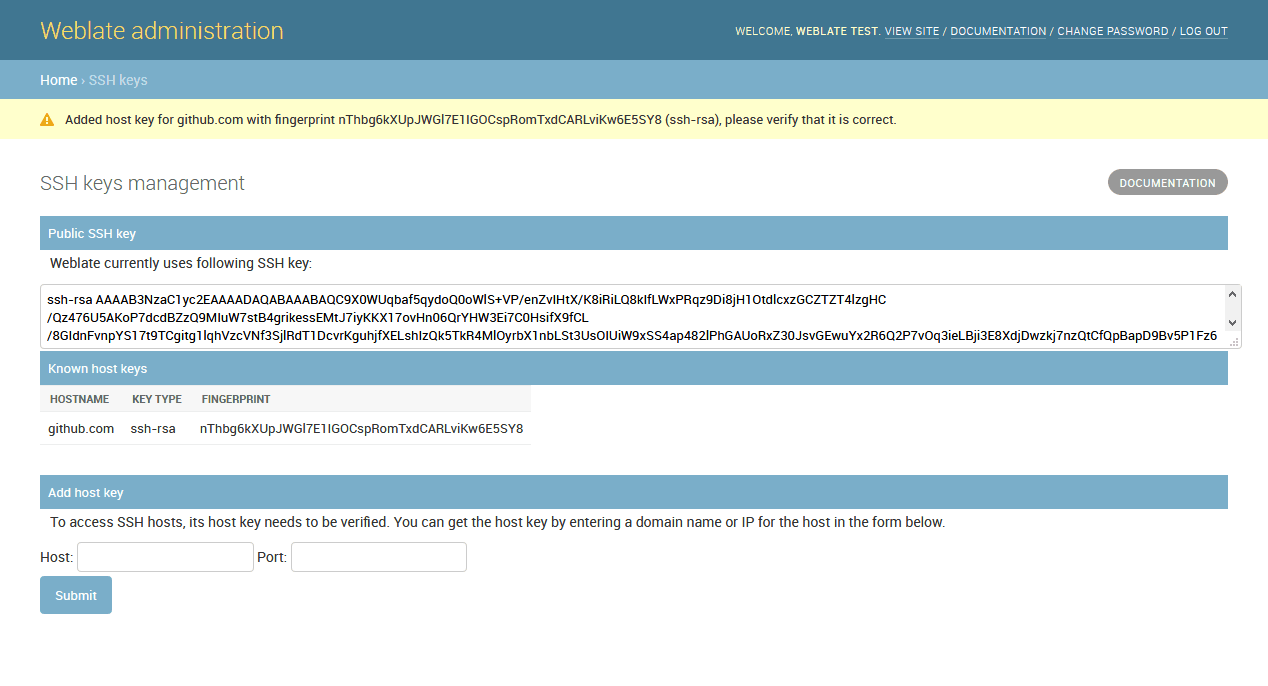 Weblate administration
WELCOME, WEBLATE TEST. VIEW SITE / DOCUMENTATION / CHANGE PASSWORD / LOG OUT
Home › SSH keys
Added host key for github.com with fingerprint nThbg6kXUpJWGl7E1IGOCspRomTxdCARLviKw6E5SY8 (ssh-rsa), please verify that it is correct.
SSH keys management
DOCUMENTATION
Public SSH key
Weblate currently uses following SSH key:
ssh-rsa AAAAB3NzaC1yc2EAAAADAQABAAABAQC9X0WUqbaf5qydoQ0oWlS+VP/enZvIHtX/K8iRiLQ8kIfLWxPRqz9Di8jH1OtdlcxzGCZTZT4lzgHC
/Qz476U5AKoP7dcdBZzQ9MIuW7stB4grikessEMtJ7iyKKX17ovHn06QrYHW3Ei7C0HsifX9fCL
/8GIdnFvnpYS17t9TCgitg1lqhVzcVNf3SjlRdT1DcvrKguhjfXELshIzQk5TkR4MlOyrbX1nbLSt3UsOIUiW9xSS4ap482lPhGAUoRxZ30JsvGEwuYx2R6Q2P7vOq3ieLBji3E8XdjDwzkj7nzQtCfQpBapD9Bv5P1Fz6
Known host keys
HOSTNAME KEY TYPE FINGERPRINT
github.com ssh-rsa nThbg6kXUpJWGl7E1IGOCspRomTxdCARLviKw6E5SY8
Add host key
To access SSH hosts, its host key needs to be verified. You can get the host key by entering a domain name or IP for the host in the form below.
Host: Port:
Submit